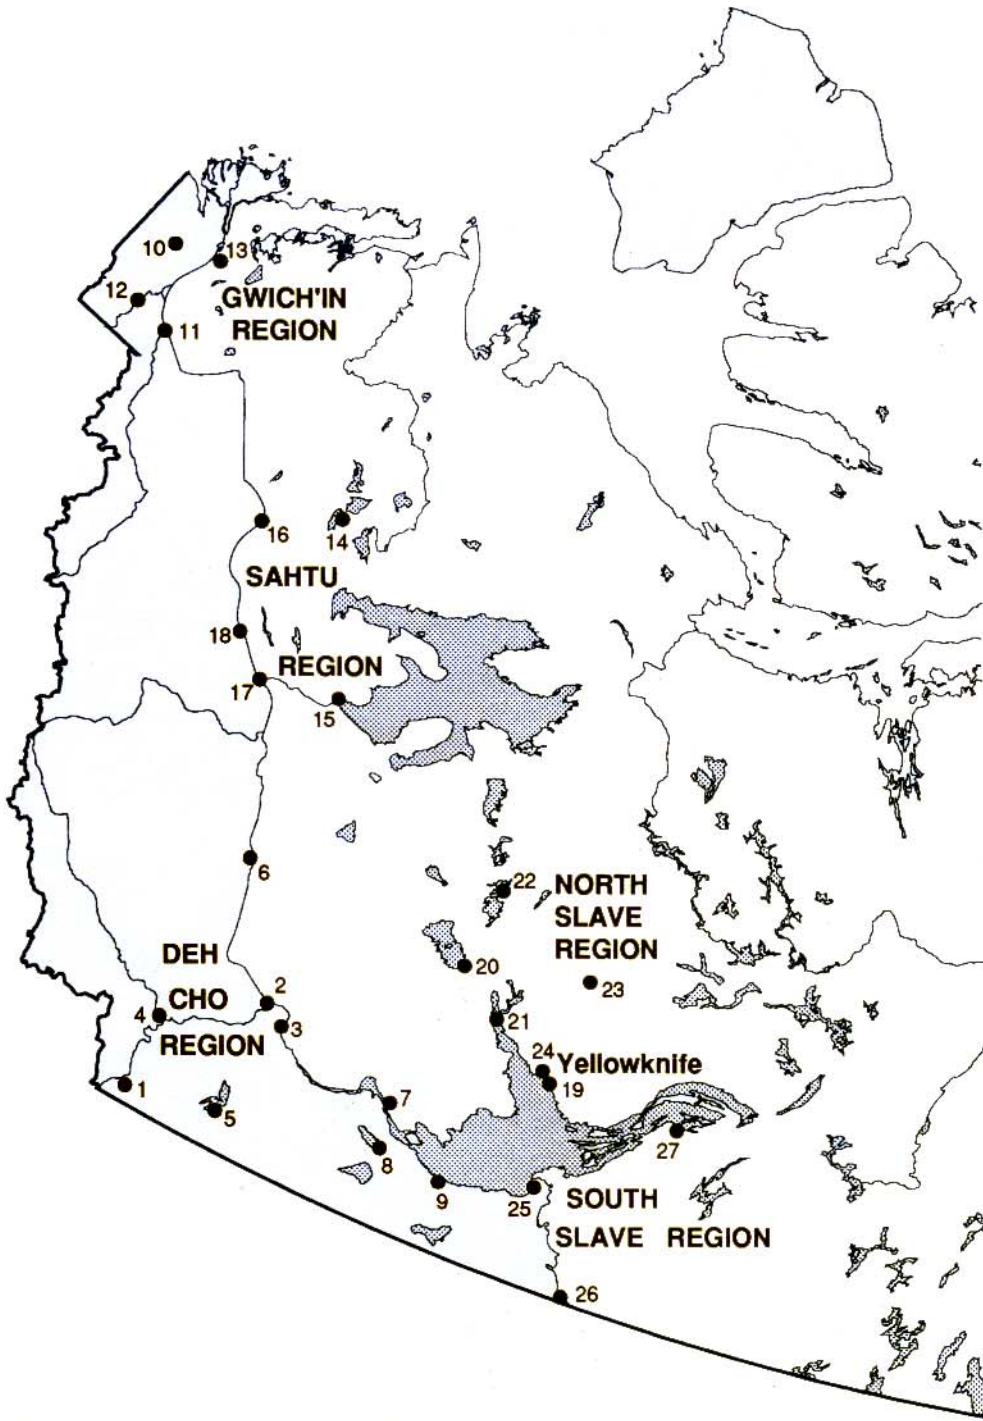 10
13
12
GWICH'IN
REGION
11
16
14
SAHTU
18
REGION
17
15
6
22
NORTH
SLAVE
REGION
DEH
20
CHO
2
23
4
3
21
REGION
24
Yellowknife
19
1
7
5
27
8
9
25
SOUTH
SLAVE REGION
26